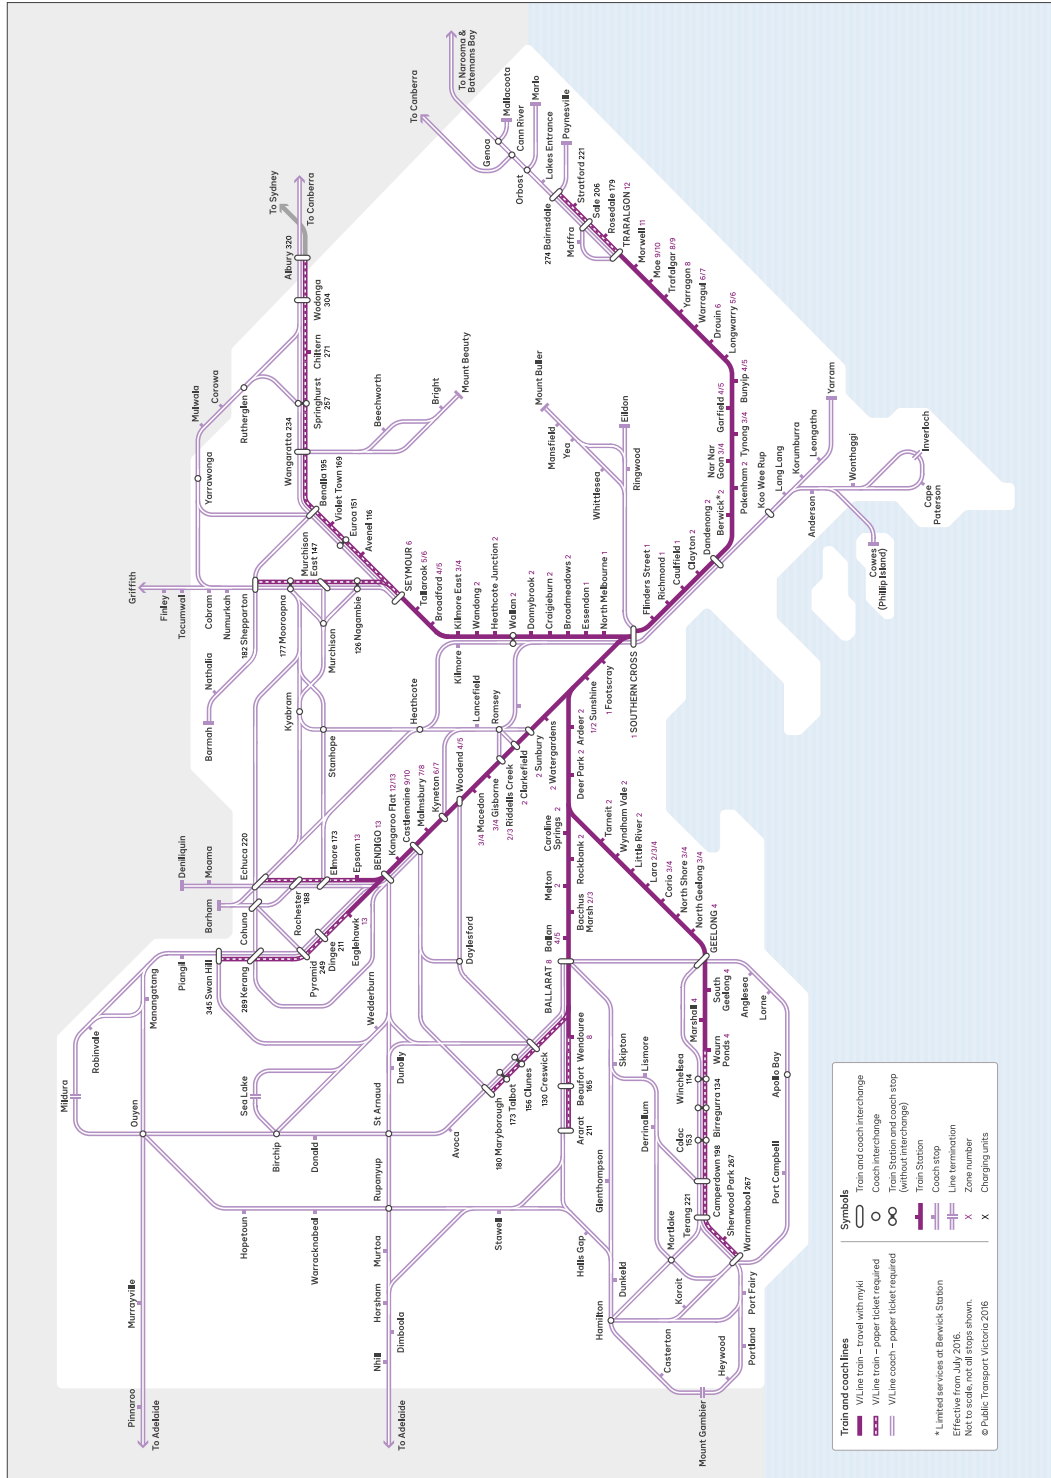 To Narooma &
Batemans Bay
To Canberra
Mallacoota
Marlo
Genoa
Cann River
Orbost
Lakes Entrance
Paynesville
To Sydney
To Canberra
274 Bairnsdale
Stratford 221
Maffra
Sale 206
Rosedale 179
TRARALGON 12
Morwell 11
Moe 9/10
Trafalgar 8/9
Yarragon 8
Warragul 6/7
Drouin 6
Longwarry 5/6
Bunyip 4/5
Garfield 4/5
Tynong 3/4
Nar Nar
Goon 3/4
Pakenham 2
Berwick* 2
Dandenong 2
Clayton 2
Caulfield 1
Richmond 1
Flinders Street 1
1 SOUTHERN CROSS
Albury 320
Wodonga
304
Chiltern
271
Springhurst
257
Wangaratta 234
Benalla 195
Violet Town 169
Euroa 151
Avenel 116
SEYMOUR 6
Tallarook 5/6
Broadford 4/5
Kilmore East 3/4
Wandong 2
Heathcote Junction 2
Wallan 2
Donnybrook 2
Craigieburn 2
Broadmeadows 2
Essendon 1
North Melbourne 1
Mulwala
Corowa
Rutherglen
Yarrawonga
Beechworth
Bright
Mount Beauty
Mount Buller
Mansfield
Yea
Eildon
Ringwood
Whittlesea
Koo Wee Rup
Lang Lang
Korumburra
Leongatha
Yarram
Anderson
Wonthaggi
Inverloch
Cape
Paterson
Cowes
(Phillip Island)
Griffith
Finley
Tocumwal
Cobram
Numurkah
182 Shepparton
Murchison
East 147
177 Mooroopna
126 Nagambie
Murchison
Nathalia
Barmah
Kyabram
Stanhope
Heathcote
Kilmore
Lancefield
Romsey
1 Footscray
1/2 Sunshine
2 Watergardens
2 Sunbury
2 Clarkefield
2/3 Riddells Creek
3/4 Gisborne
3/4 Macedon
Woodend 4/5
Kyneton 6/7
Malmsbury 7/8
Castlemaine 9/10
Kangaroo Flat 12/13
BENDIGO 13
Epsom 13
Elmore 173
Rochester
188
Echuca 220
Deniliquin
Moama
Barham
Cohuna
Eaglehawk
13
Dingee
211
Pyramid
249
289 Kerang
345 Swan Hill
Piangil
Manangatang
Robinvale
Mildura
Ouyen
Sea Lake
Birchip
Donald
St Arnaud
Wedderburn
Dunolly
Avoca
Daylesford
Ardeer 2
Deer Park 2
Caroline
Springs 2
Rockbank 2
Melton
2
Bacchus
Marsh 2/3
Ballan
4/5
BALLARAT 8
Wendouree
8
Beaufort
165
Ararat
211
130 Creswick
156 Clunes
173 Talbot
180 Maryborough
Tarneit 2
Wyndham Vale 2
Little River 2
Lara 2/3/4
Corio 3/4
North Shore 3/4
North Geelong 3/4
GEELONG 4
South
Geelong 4
Marshall 4
Waurn
Ponds 4
Winchelsea
114
Birregurra 134
Colac
153
Camperdown 198
Terang 221
Sherwood Park 267
Warrnambool 267
Anglesea
Lorne
Apollo Bay
Port Campbell
Skipton
Lismore
Derrinallum
Glenthompson
Mortlake
Dunkeld
Koroit
Hamilton
Port Fairy
Portland
Heywood
Casterton
Mount Gambier
Halls Gap
Stawell
Rupanyup
Warracknabeal
Hopetoun
Murtoa
Horsham
Dimboola
Nhill
To Adelaide
Murrayville
Pinnaroo
To Adelaide
Train and coach lines
V/Line train – travel with myki
V/Line train – paper ticket required
V/Line coach – paper ticket required
* Limited services at Berwick Station
Effective from July 2016.
Not to scale, not all stops shown.
© Public Transport Victoria 2016
Symbols
Train and coach interchange
Coach interchange
Train Station and coach stop
(without interchange)
Train Station
Coach stop
Line termination
x Zone number
x Charging units